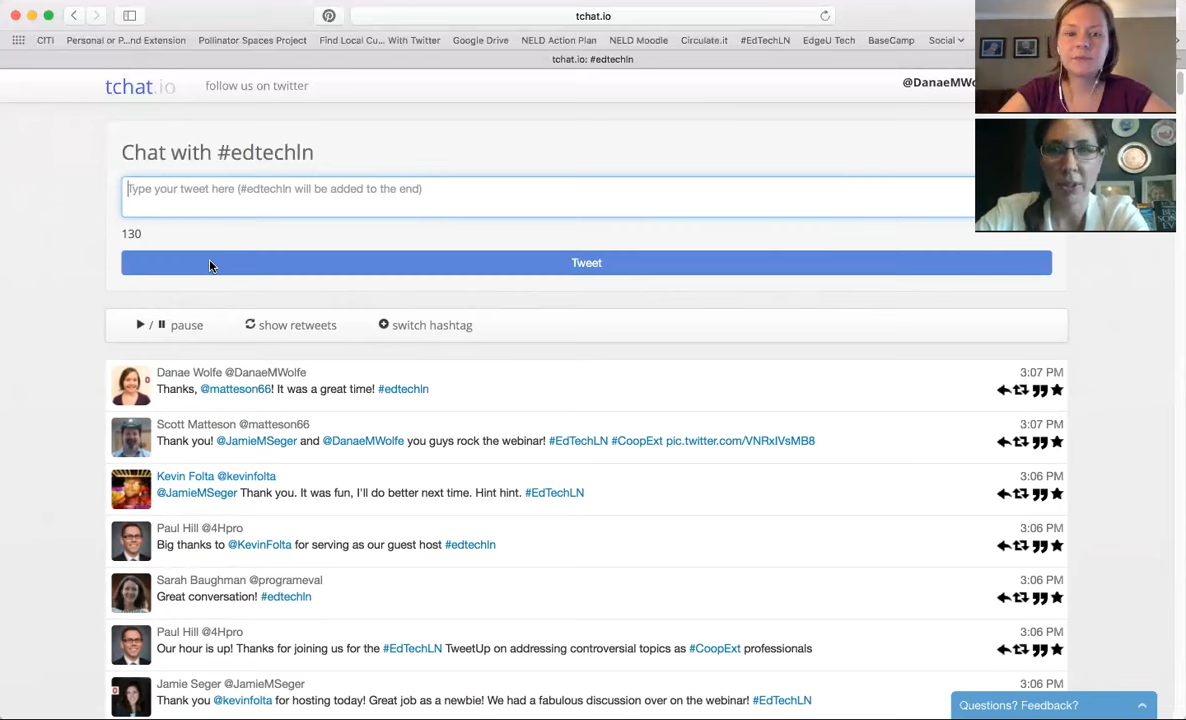 tchat.io
CITI Personal or P...nd Extension Pollinator Spaces Project Find Local Cu... With Twitter Google Drive NELD Action Plan NELD Moodle Circulate.it #EdTechLN EdgeU Tech BaseCamp Social
tchat.io: #edtechln
tchat.io follow us on twitter @DanaeMWo
Chat with #edtechln
Type your tweet here (#edtechln will be added to the end)
130
Tweet
/ pause show retweets switch hashtag
Danae Wolfe @DanaeMWolfe 3:07 PM
Thanks, @matteson66! It was a great time! #edtechln
Scott Matteson @matteson66 3:07 PM
Thank you! @JamieMSeger and @DanaeMWolfe you guys rock the webinar! #EdTechLN #CoopExt pic.twitter.com/VNRxIVsMB8
Kevin Folta @kevinfolta 3:06 PM
@JamieMSeger Thank you. It was fun, I'll do better next time. Hint hint. #EdTechLN
Paul Hill @4Hpro 3:06 PM
Big thanks to @KevinFolta for serving as our guest host #edtechln
Sarah Baughman @programeval 3:06 PM
Great conversation! #edtechln
Paul Hill @4Hpro 3:06 PM
Our hour is up! Thanks for joining us for the #EdTechLN TweetUp on addressing controversial topics as #CoopExt professionals
Jamie Seger @JamieMSeger 3:06 PM
Thank you @kevinfolta for hosting today! Great job as a newbie! We had a fabulous discussion over on the webinar! #EdTechLN
Questions? Feedback?